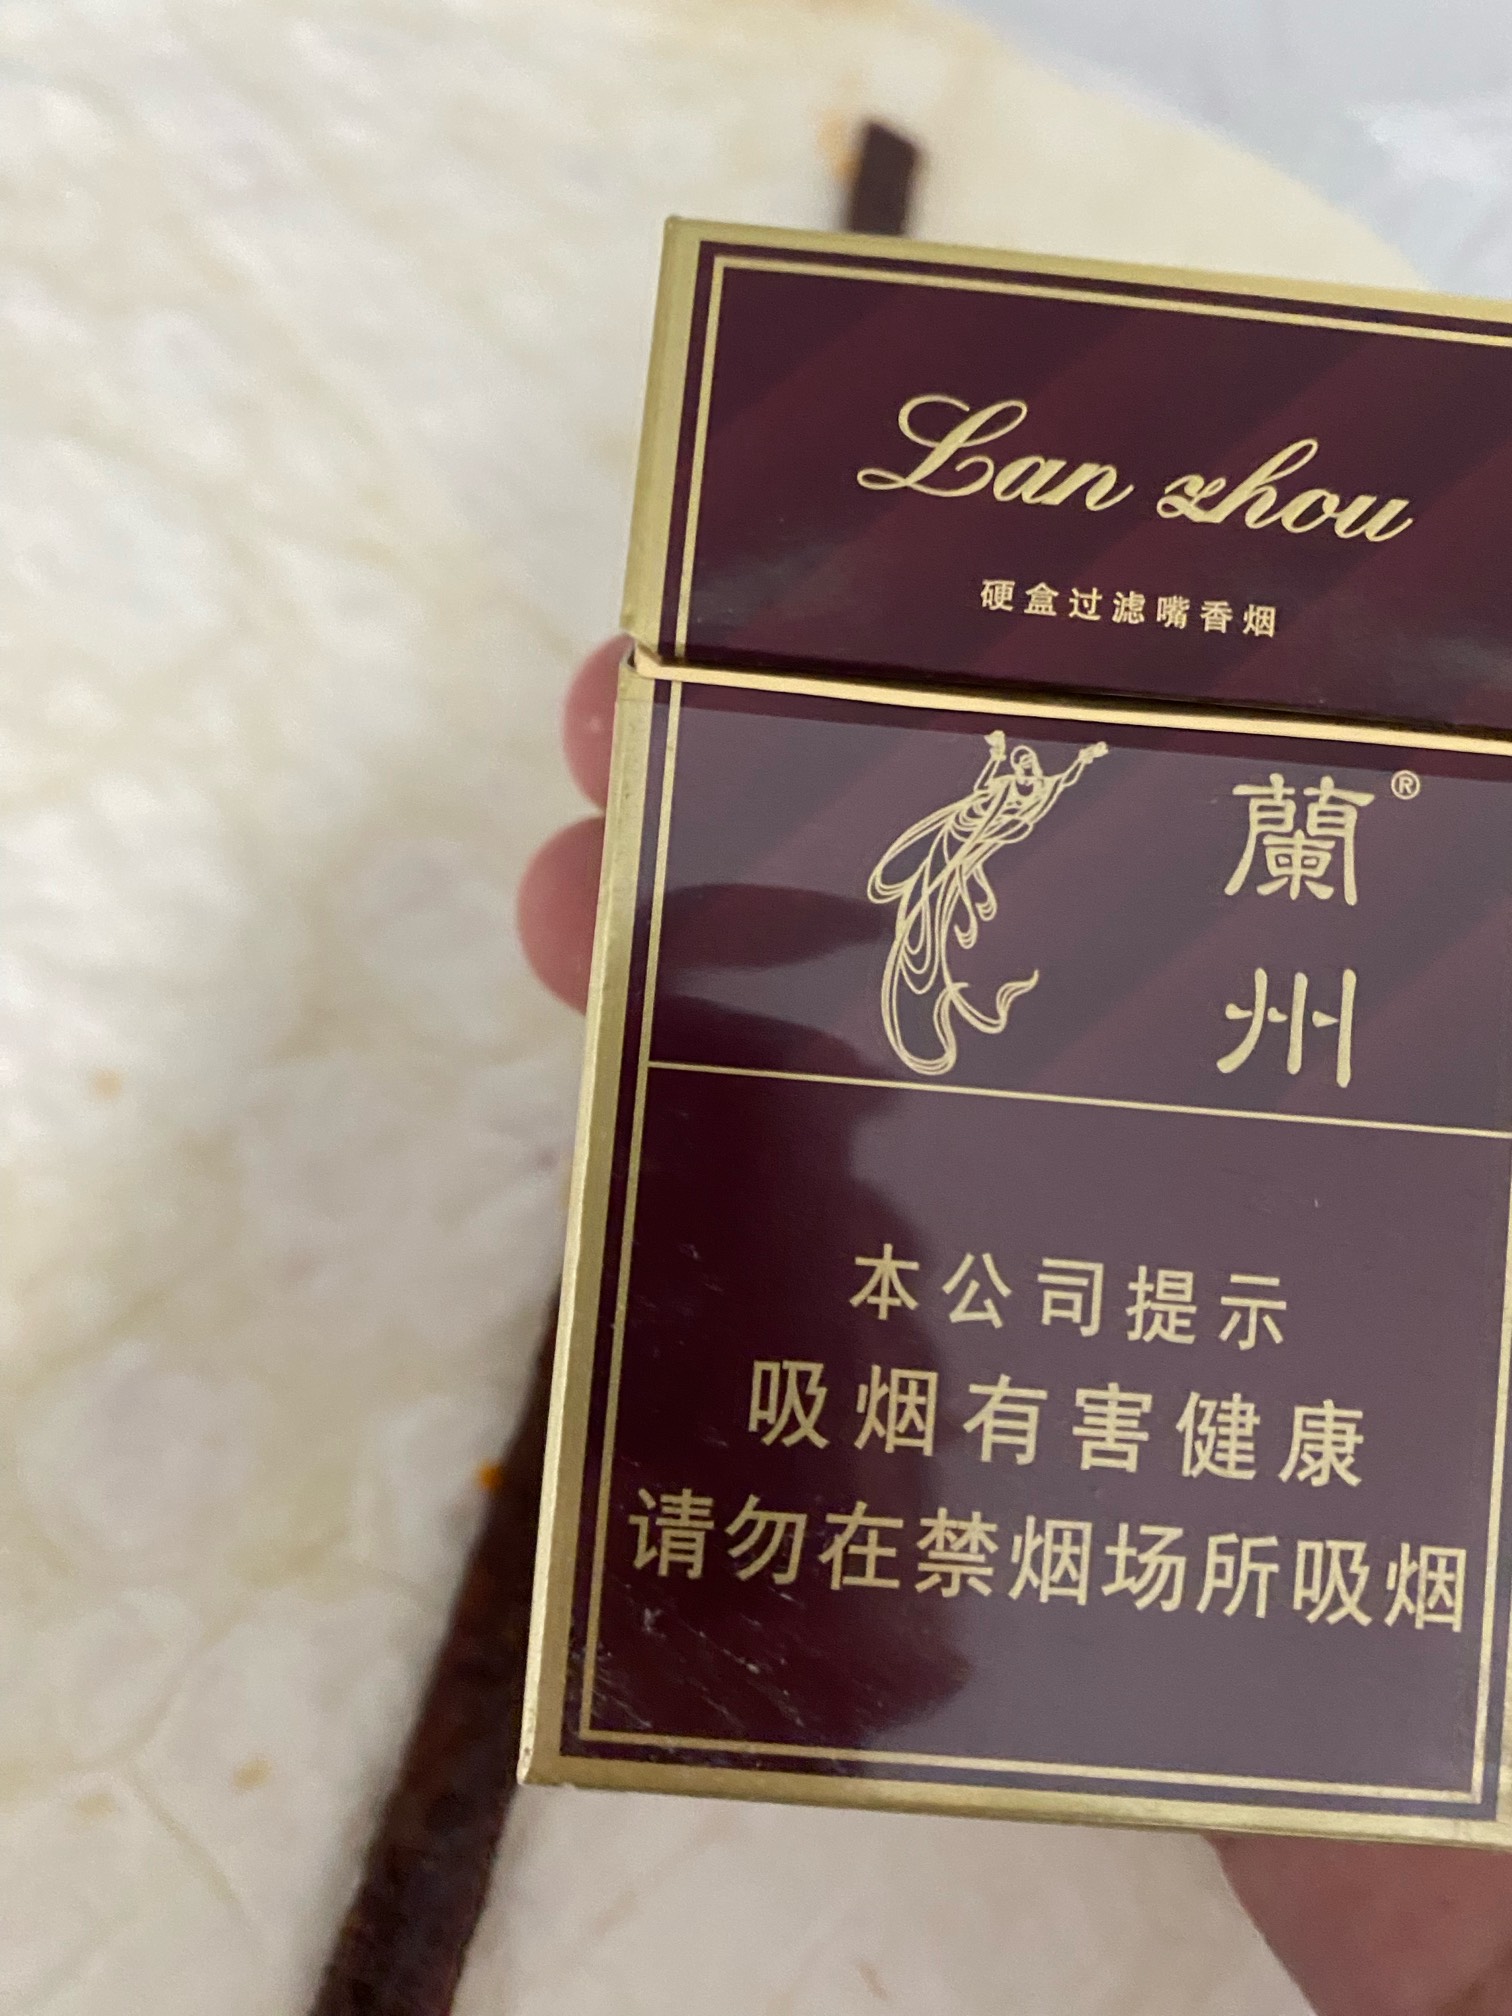 Lan zhou
硬盒过滤嘴香烟
蘭®
州
本公司提示
吸烟有害健康
请勿在禁烟场所吸烟